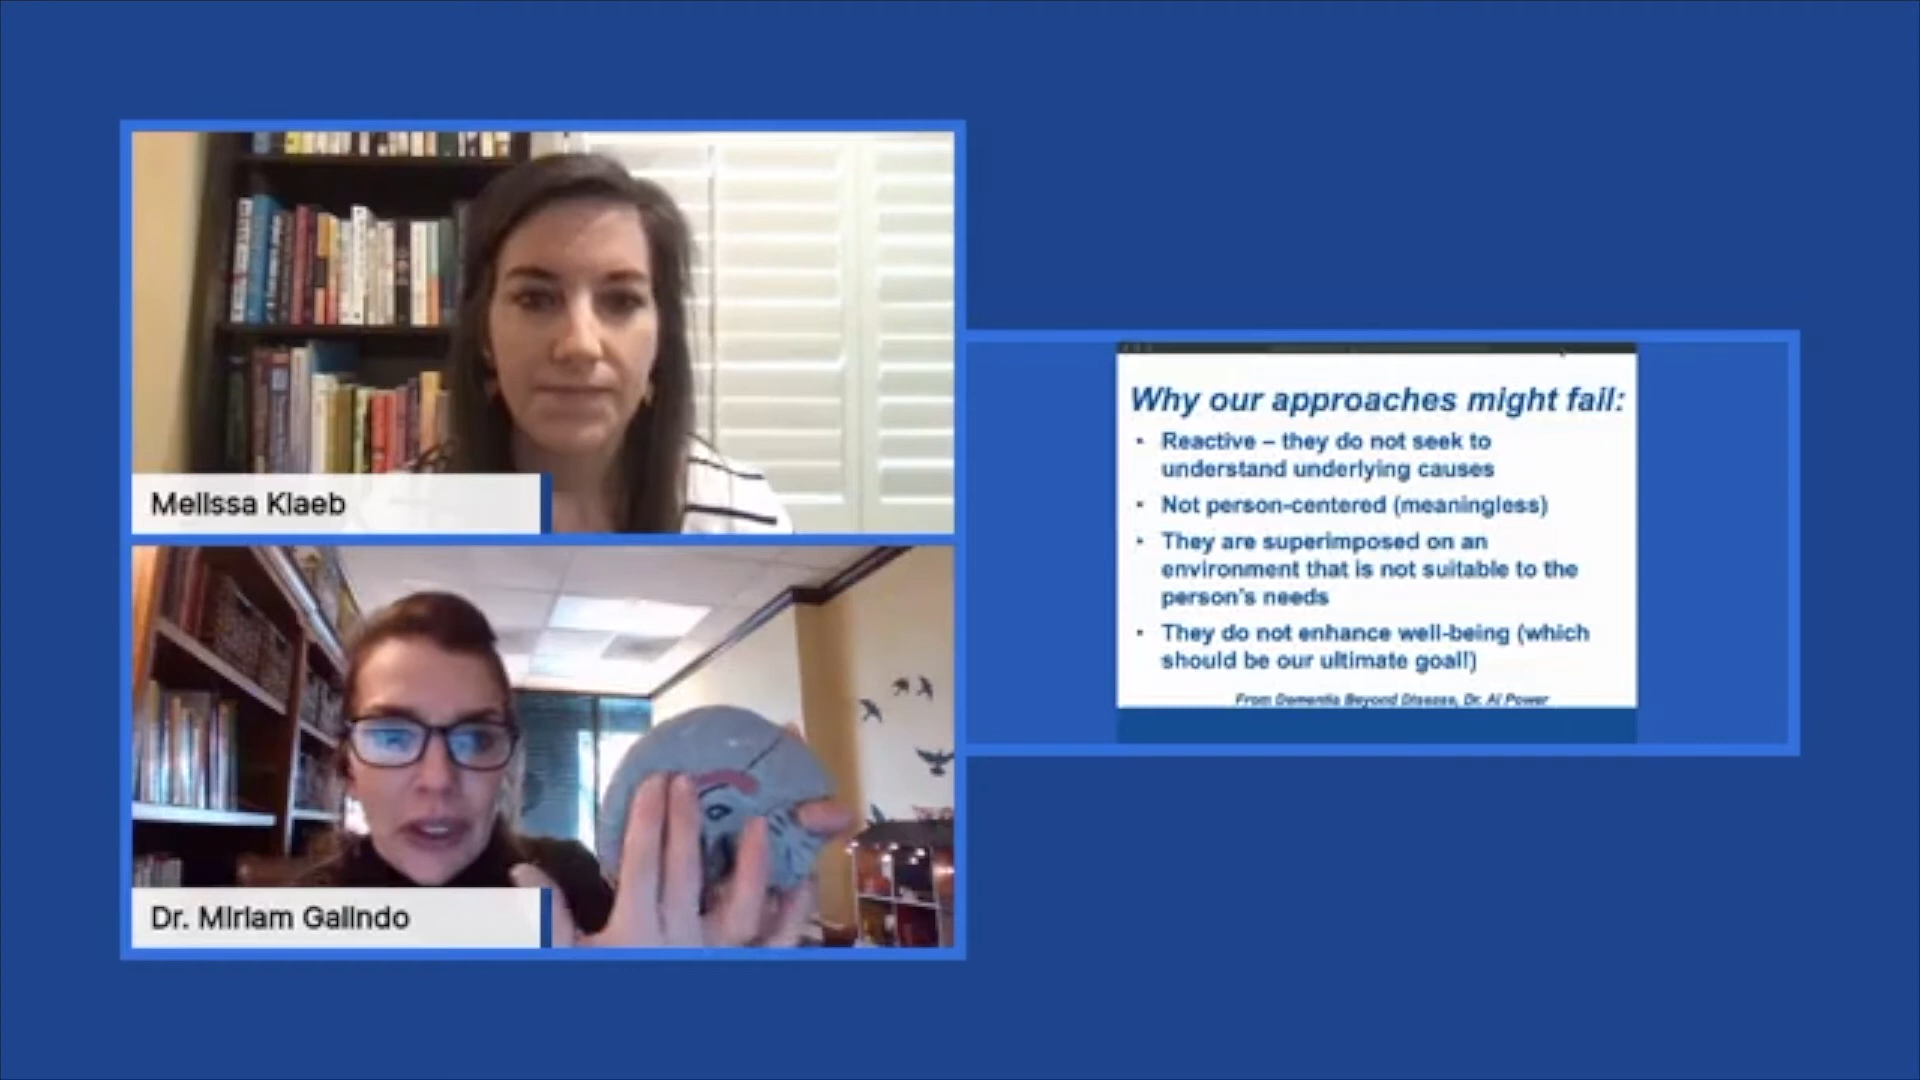 Melissa Klaeb
Dr. Miriam Galindo
Why our approaches might fail:
• Reactive – they do not seek to
understand underlying causes
• Not person-centered (meaningless)
• They are superimposed on an
environment that is not suitable to the
person's needs
• They do not enhance well-being (which
should be our ultimate goal!)
From Dementia Beyond Disease, Dr. Al Power